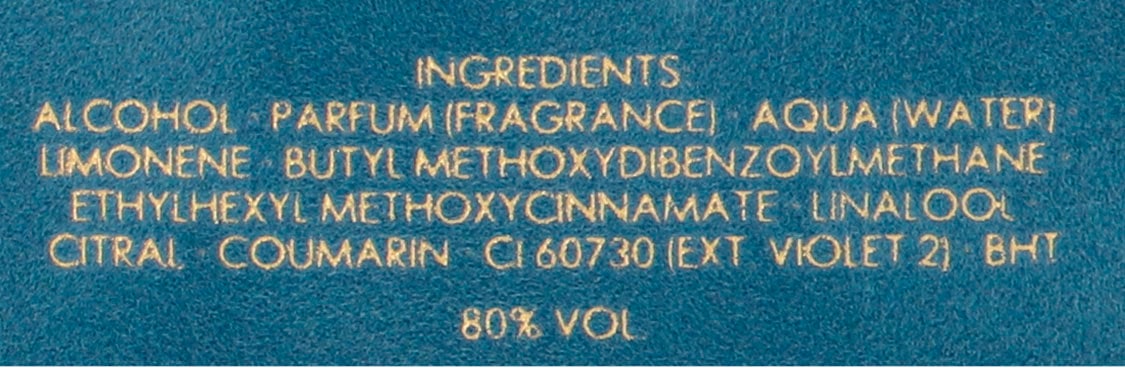 INGREDIENTS
ALCOHOL · PARFUM (FRAGRANCE) · AQUA (WATER)
LIMONENE · BUTYL METHOXYDIBENZOYLMETHANE
ETHYLHEXYL METHOXYCINNAMATE · LINALOOL
CITRAL · COUMARIN · CI 60730 (EXT. VIOLET 2) · BHT
80% VOL.